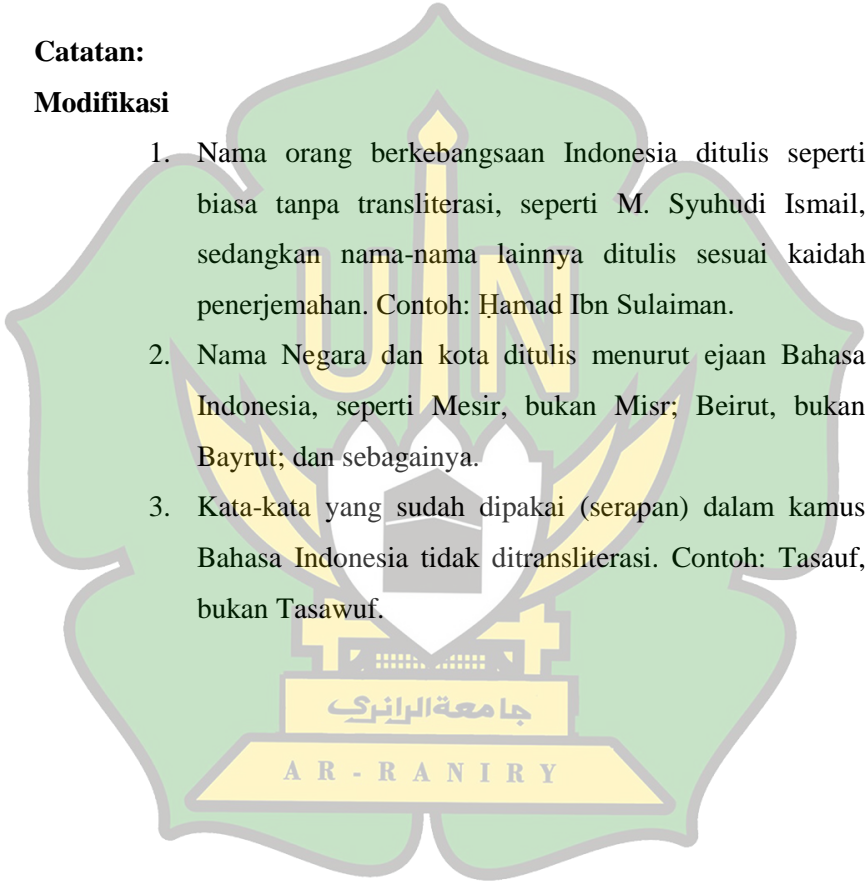 Catatan:
Modifikasi
1. Nama orang berkebangsaan Indonesia ditulis seperti
biasa tanpa transliterasi, seperti M. Syuhudi Ismail,
sedangkan nama-nama lainnya ditulis sesuai kaidah
penerjemahan. Contoh: Ḥamad Ibn Sulaiman.
2. Nama Negara dan kota ditulis menurut ejaan Bahasa
Indonesia, seperti Mesir, bukan Misr; Beirut, bukan
Bayrut; dan sebagainya.
3. Kata-kata yang sudah dipakai (serapan) dalam kamus
Bahasa Indonesia tidak ditransliterasi. Contoh: Tasauf,
bukan Tasawuf.
UIN
جامعة الرانري
AR-RANIRY